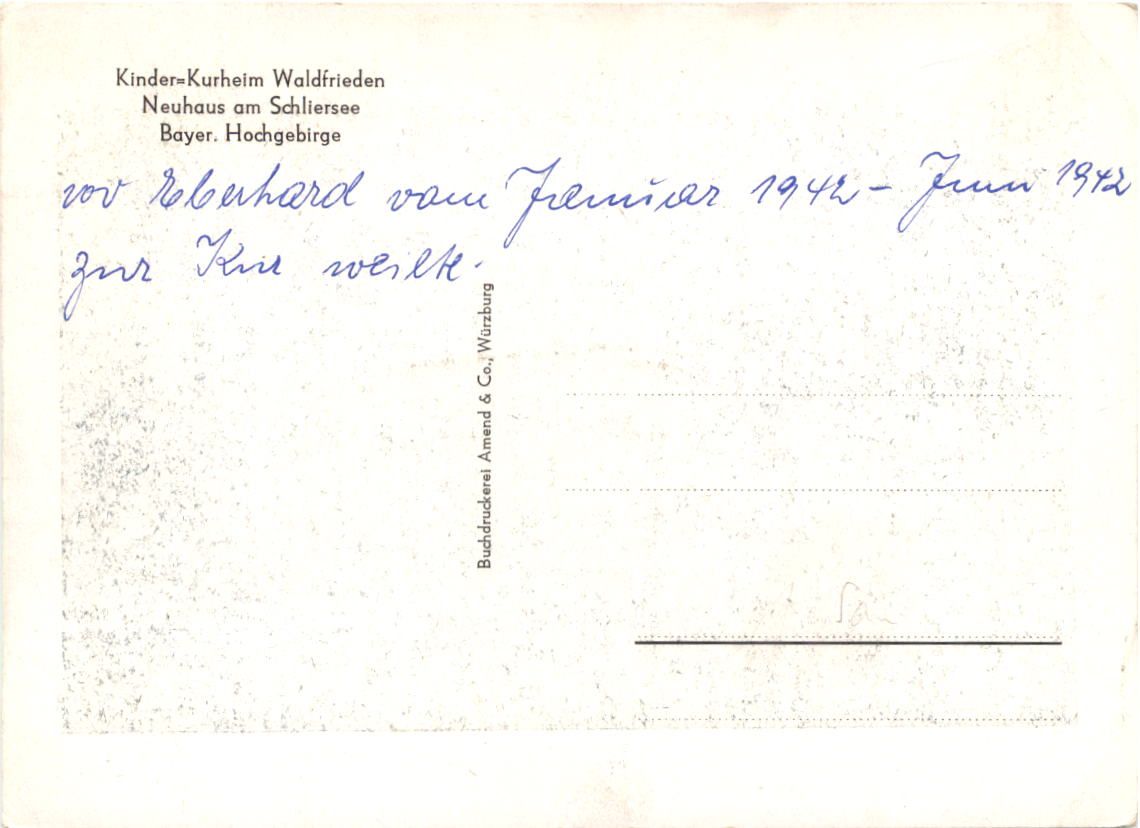 Kinder=Kurheim Waldfrieden
Neuhaus am Schliersee
Bayer. Hochgebirge
Eberhard vom Januar 1942 – Juni 1942
zur Kur weilte.
Buchdruckerei Amend & Co., Würzburg